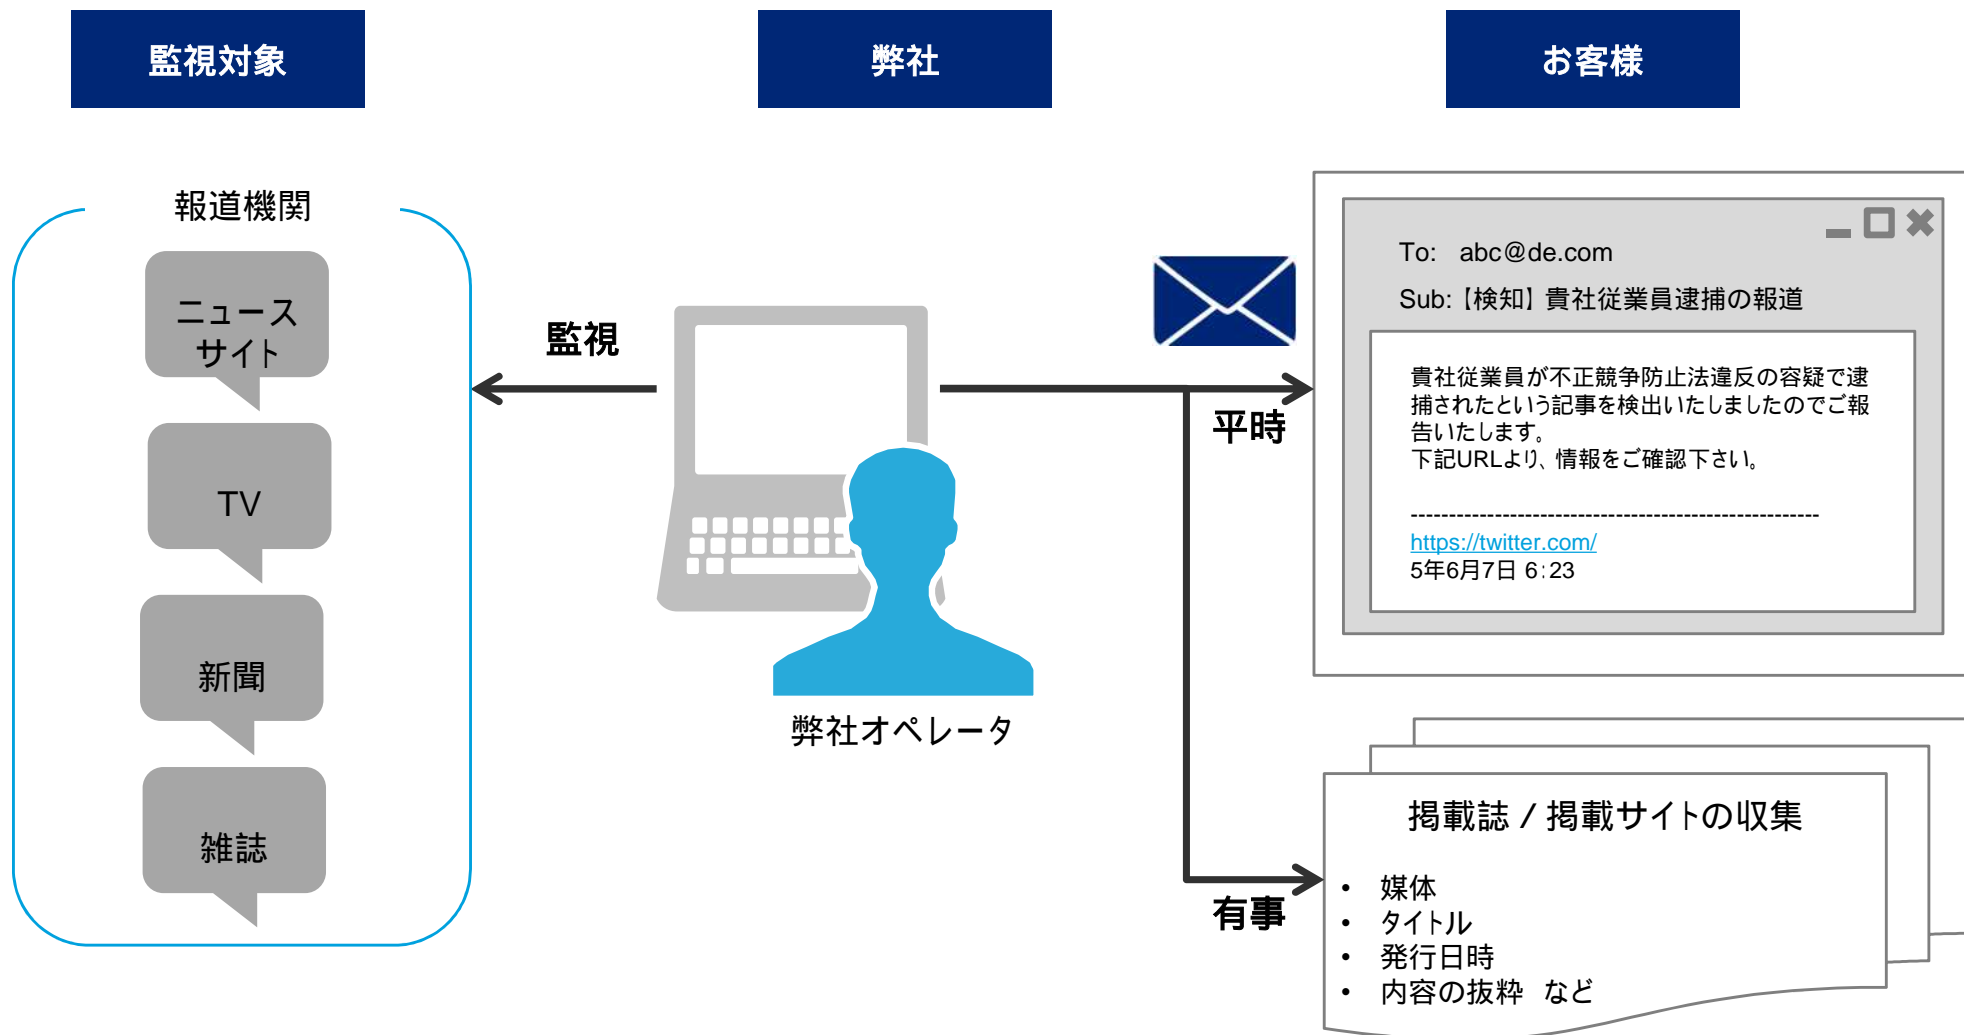 監視対象
弊社
お客様
報道機関
ニュース
サイト
TV
新聞
雑誌
監視
弊社オペレータ
平時
有事
To: abc@de.com
Sub:【検知】貴社従業員逮捕の報道
貴社従業員が不正競争防止法違反の容疑で逮
捕されたという記事を検出いたしましたのでご報
告いたします。
下記URLより、情報をご確認下さい。
-----------------------------------------------------
https://twitter.com/
5年6月7日 6:23
掲載誌 / 掲載サイトの収集
• 媒体
• タイトル
• 発行日時
• 内容の抜粋 など